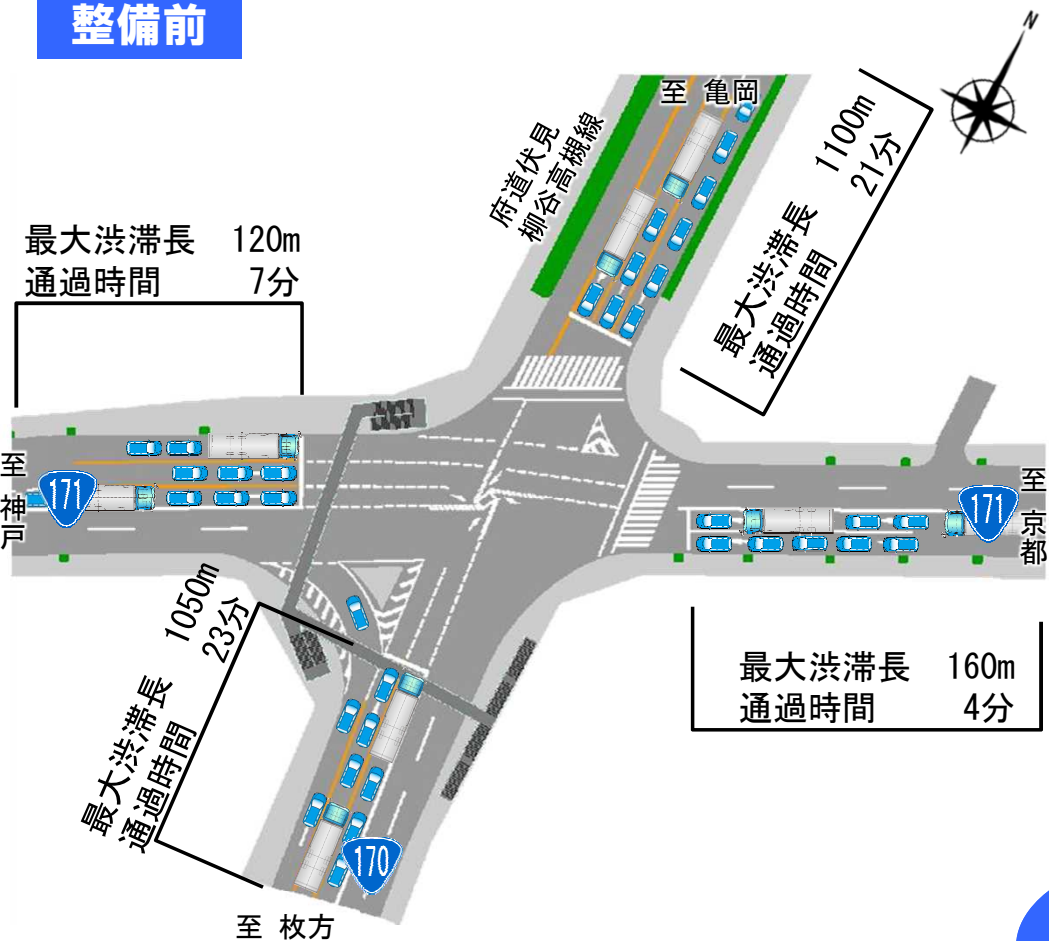 整備前
N
至 亀岡
府道伏見
柳谷高槻線
最大渋滞長 1100m
通過時間 21分
最大渋滞長 120m
通過時間 7分
至 神戸
171
至 京都
171
最大渋滞長 1050m
通過時間 23分
最大渋滞長 160m
通過時間 4分
170
至 枚方